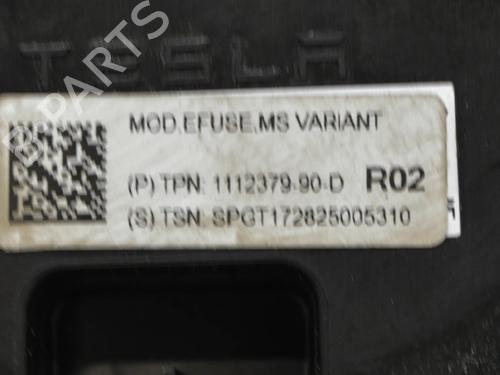 TESLA
MOD,EFUSE,MS VARIANT
(P) TPN: 1112379-90-D R02
(S) TSN: SPGT172825005310
B-PARTS